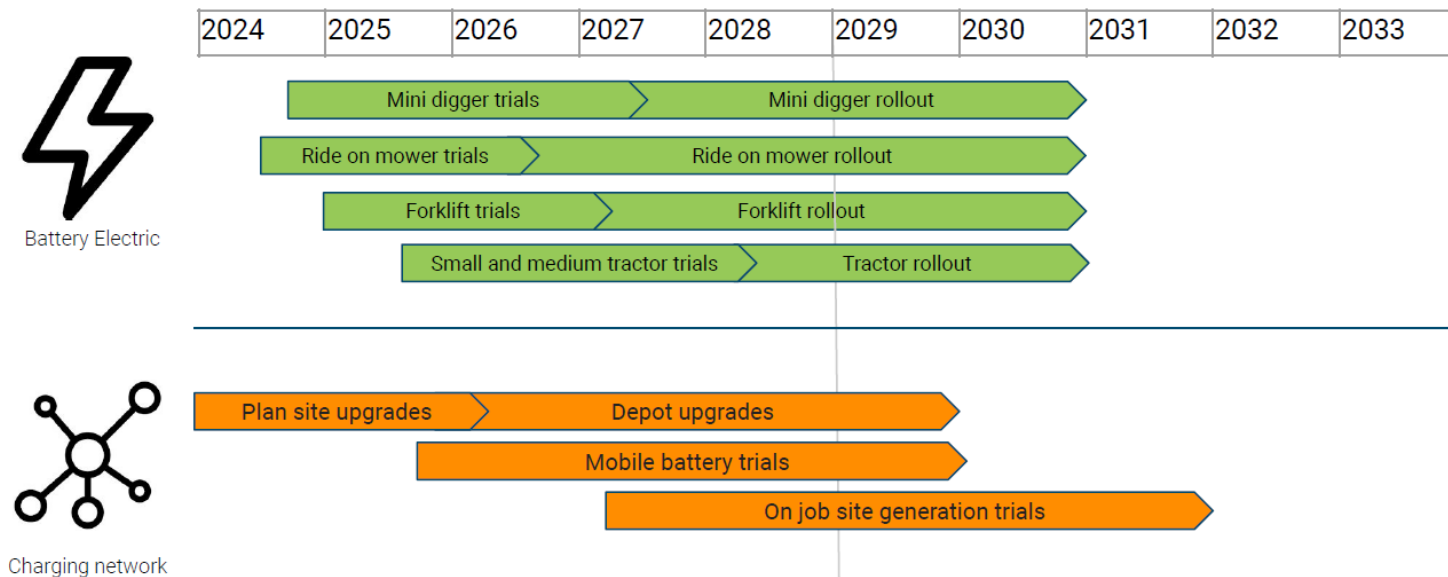 2024 2025 2026 2027 2028 2029 2030 2031 2032 2033
Mini digger trials Mini digger rollout
Ride on mower trials Ride on mower rollout
Forklift trials Forklift rollout
Battery Electric
Small and medium tractor trials Tractor rollout
Plan site upgrades Depot upgrades
Mobile battery trials
On job site generation trials
Charging network